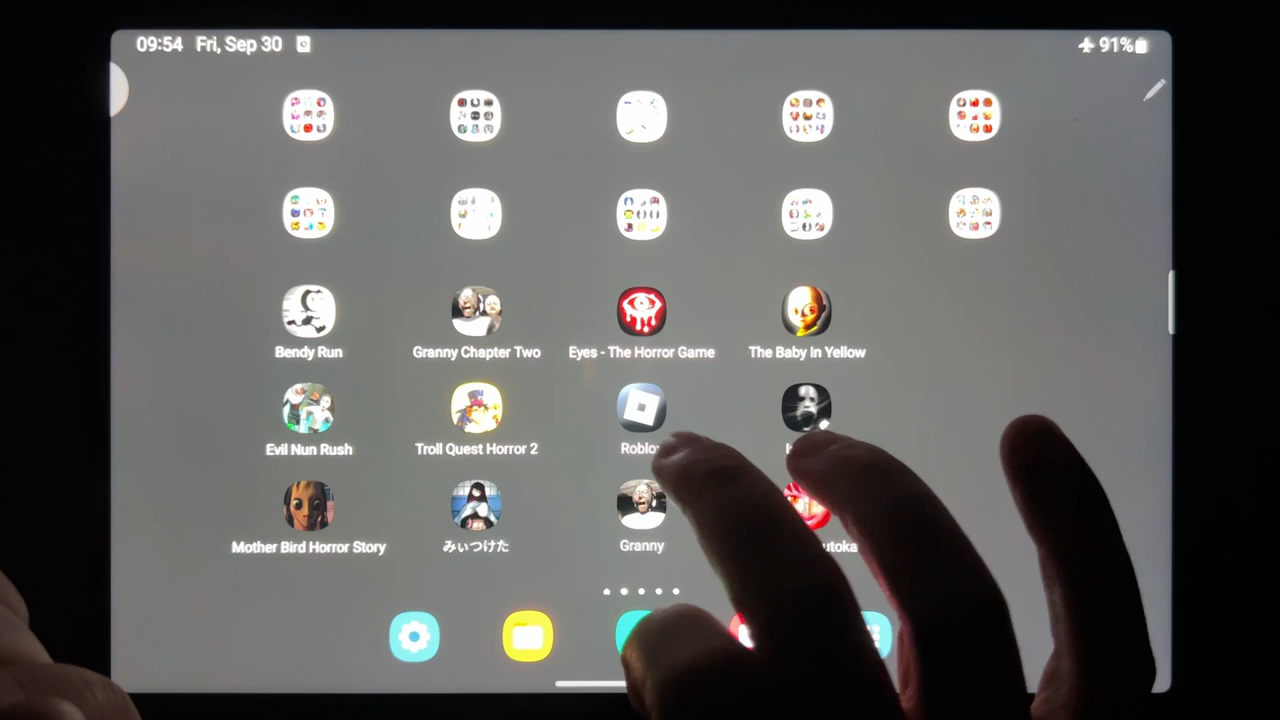 09:54 Fri, Sep 30
91%
Bendy Run
Granny Chapter Two
Eyes - The Horror Game
The Baby In Yellow
Evil Nun Rush
Troll Quest Horror 2
Mother Bird Horror Story
みぃつけた
Granny